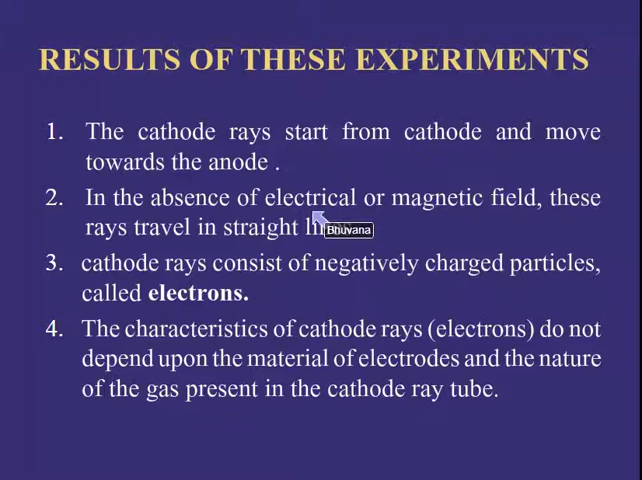 RESULTS OF THESE EXPERIMENTS
1. The cathode rays start from cathode and move
towards the anode .
2. In the absence of electrical or magnetic field, these
rays travel in straight
Bhuvana
3. cathode rays consist of negatively charged particles,
called electrons.
4. The characteristics of cathode rays (electrons) do not
depend upon the material of electrodes and the nature
of the gas present in the cathode ray tube.